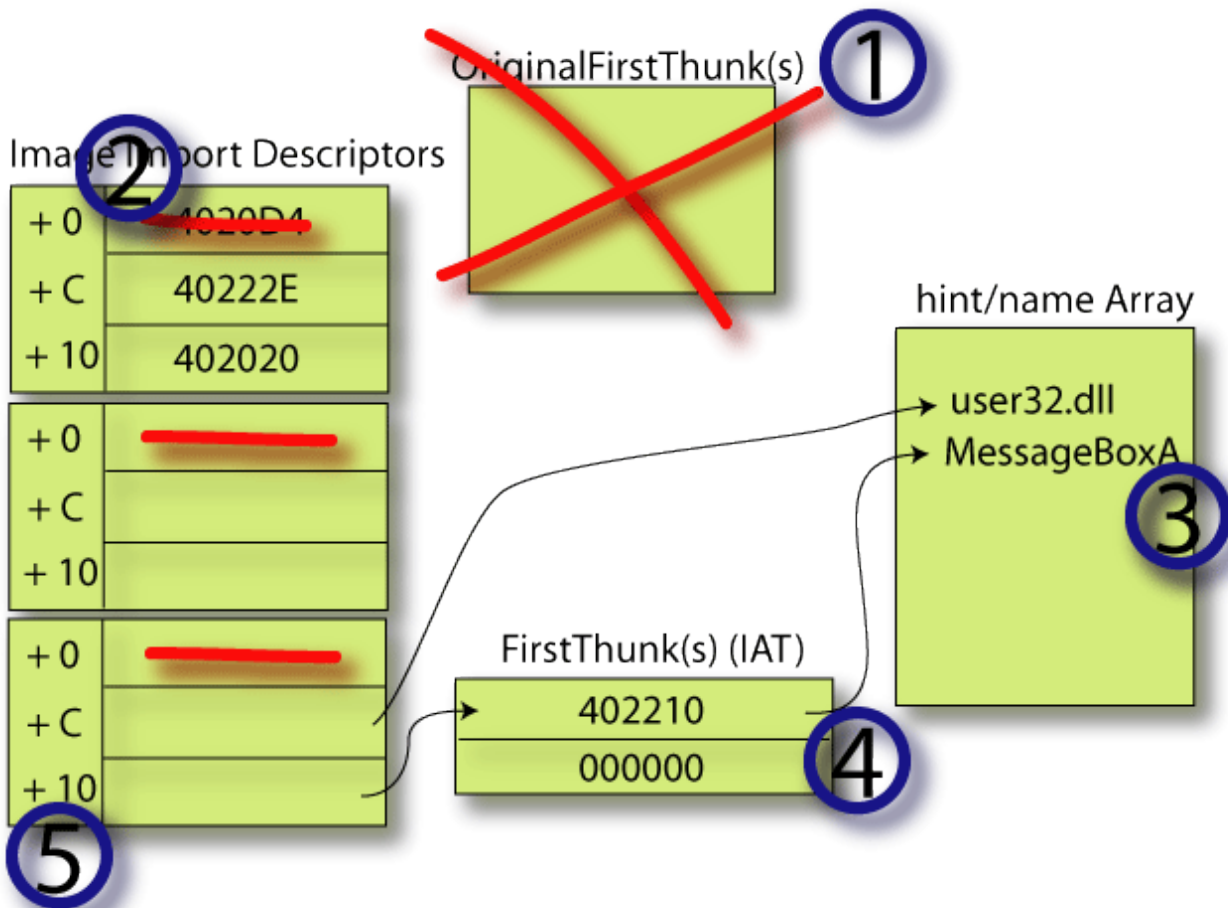 OriginalFirstThunk(s)
1
Image Import Descriptors
2
+ 0 4020D4
+ C 40222E
+ 10 402020
+ 0
+ C
+ 10
+ 0
+ C
+ 10
5
hint/name Array
user32.dll
MessageBoxA
3
FirstThunk(s) (IAT)
402210
000000
4